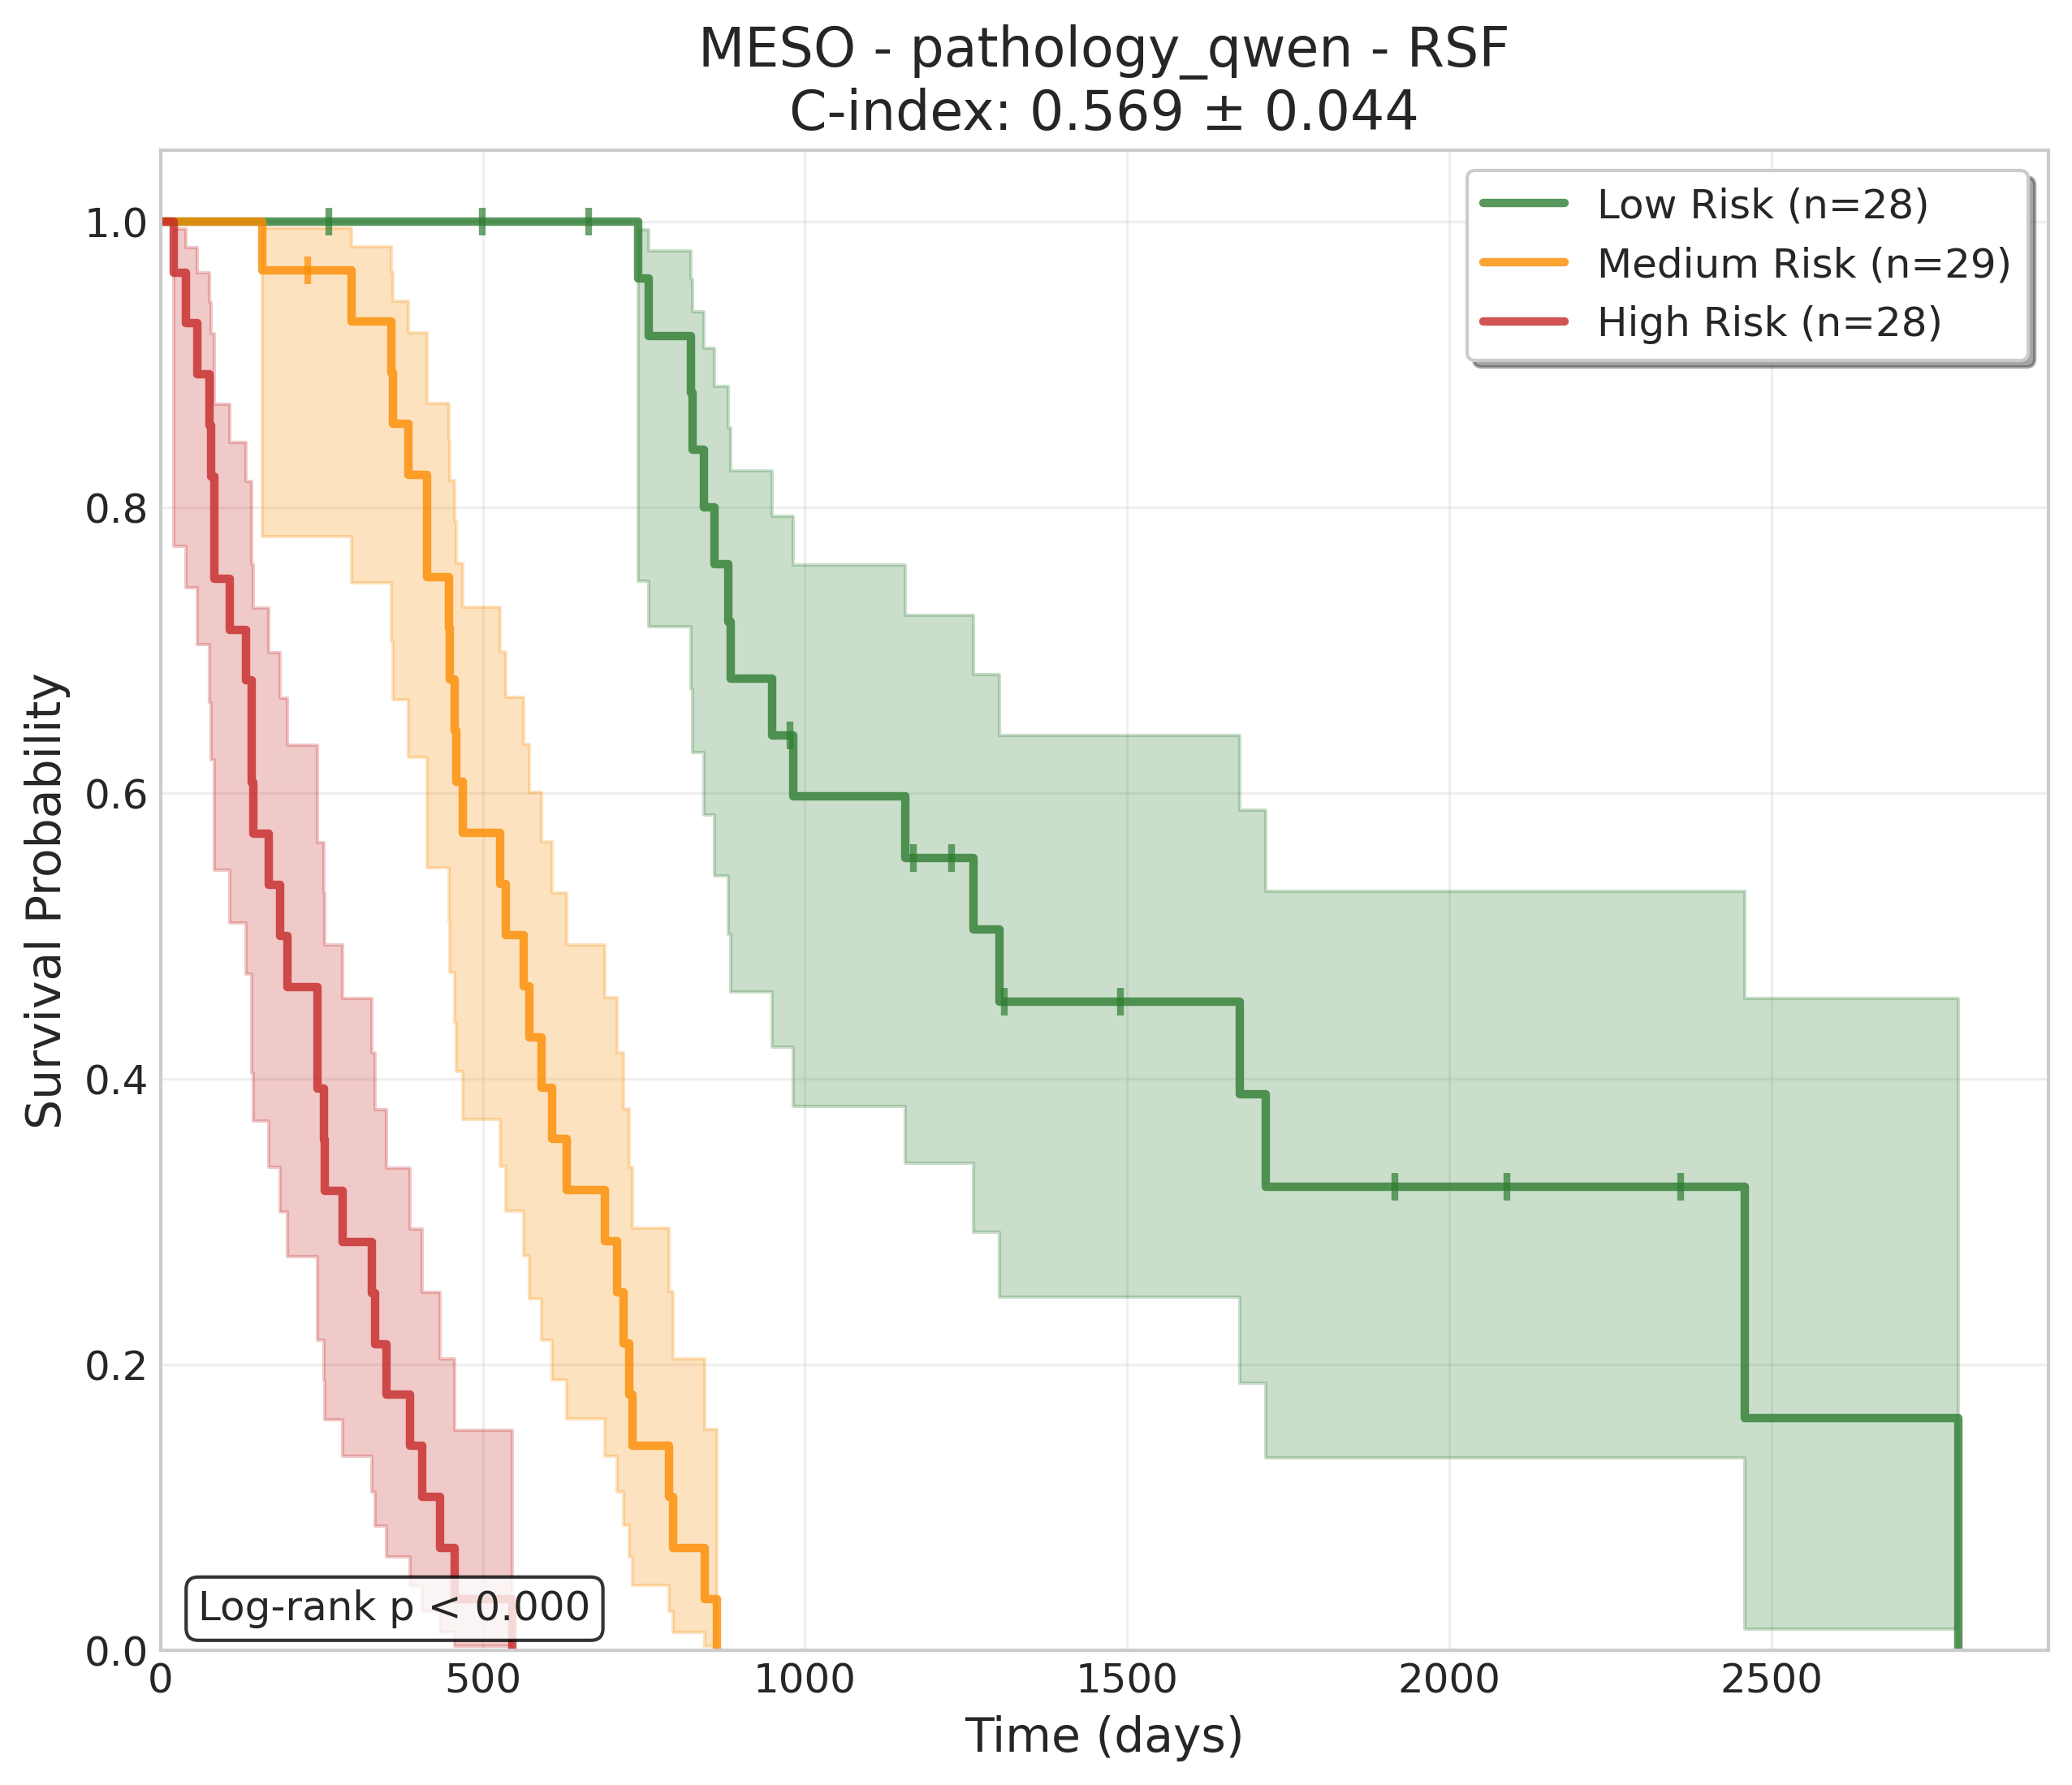 MESO - pathology_qwen - RSF
C-index: 0.569 ± 0.044
Low Risk (n=28)
Medium Risk (n=29)
High Risk (n=28)
Survival Probability
1.0
0.8
0.6
0.4
0.2
0.0
Log-rank p < 0.000
0
500
1000
1500
2000
2500
Time (days)